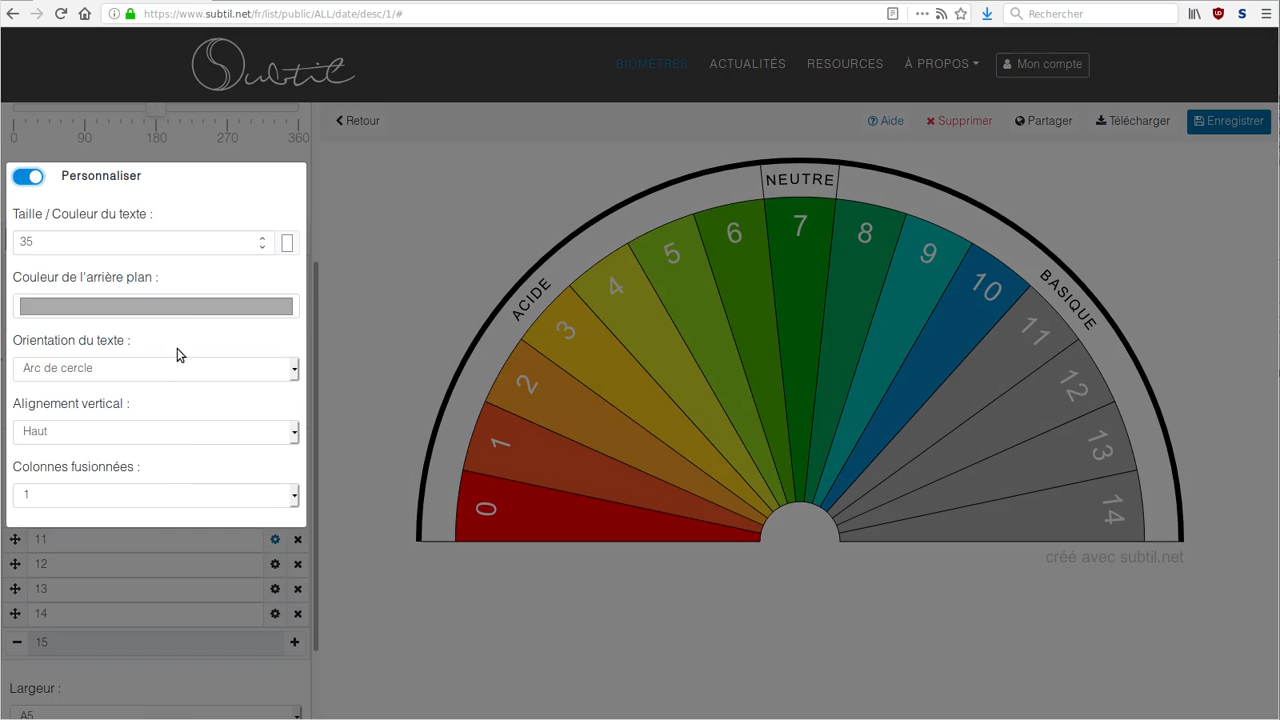 https://www.subtil.net/fr/list/public/ALL/date/desc/1/#
Rechercher
Subtil
BIOMÈTRES
ACTUALITÉS
RESOURCES
À PROPOS
Mon compte
0 90 180 270 360
Retour
Aide
Supprimer
Partager
Télécharger
Enregistrer
Personnaliser
Taille / Couleur du texte :
35
Couleur de l'arrière plan :
Orientation du texte :
Arc de cercle
Alignement vertical :
Haut
Colonnes fusionnées :
1
11
12
13
14
15
Largeur :
A5
ACIDE
NEUTRE
BASIQUE
0
1
2
3
4
5
6
7
8
9
10
11
12
13
14
créé avec subtil.net